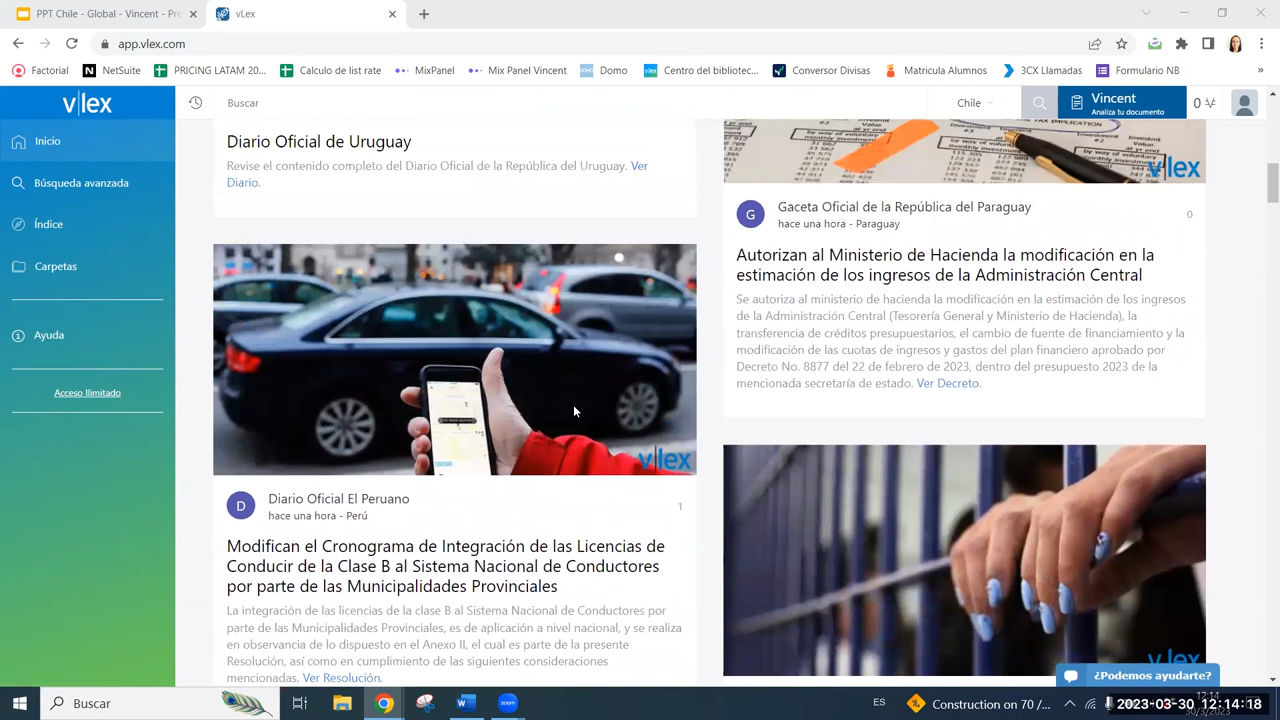 PPT Chile - Global - Vincent - Pre
vLex
app.vlex.com
Factorial
NetSuite
PRICING LATAM 20...
Calculo de list rate
MixPanel
Mix Panel Vincent
Domo
Centro del bibliotec...
Conversor Divisas
Matricula Alumnos
3CX Llamadas
Formulario NB
»
v|lex
Buscar
Chile
Vincent
Analiza tu documento
0
Inicio
Búsqueda avanzada
Índice
Carpetas
Ayuda
Acceso Ilimitado
Diario Oficial de Uruguay
Revise el contenido completo del Diario Oficial de la República del Uruguay. Ver
Diario.
v|lex
Diario Oficial El Peruano
hace una hora - Perú
D
1
Modifican el Cronograma de Integración de las Licencias de
Conducir de la Clase B al Sistema Nacional de Conductores
por parte de las Municipalidades Provinciales
La integración de las licencias de la clase B al Sistema Nacional de Conductores por
parte de las Municipalidades Provinciales, es de aplicación a nivel nacional, y se realiza
en observancia de lo dispuesto en el Anexo II, el cual es parte de la presente
Resolución, así como en cumplimiento de las siguientes consideraciones
mencionadas. Ver Resolución.
TAX IMPLICATION
v|lex
G
Gaceta Oficial de la República del Paraguay
hace una hora - Paraguay
0
Autorizan al Ministerio de Hacienda la modificación en la
estimación de los ingresos de la Administración Central
Se autoriza al ministerio de hacienda la modificación en la estimación de los ingresos
de la Administración Central (Tesorería General y Ministerio de Hacienda), la
transferencia de créditos presupuestarios, el cambio de fuente de financiamiento y la
modificación de las cuotas de ingresos y gastos del plan financiero aprobado por
Decreto No. 8877 del 22 de febrero de 2023, dentro del presupuesto 2023 de la
mencionada secretaría de estado. Ver Decreto.
v|lex
¿Podemos ayudarte?
Buscar
zoom
ES
Construction on 70 /...
2023-03-30 12:14:18